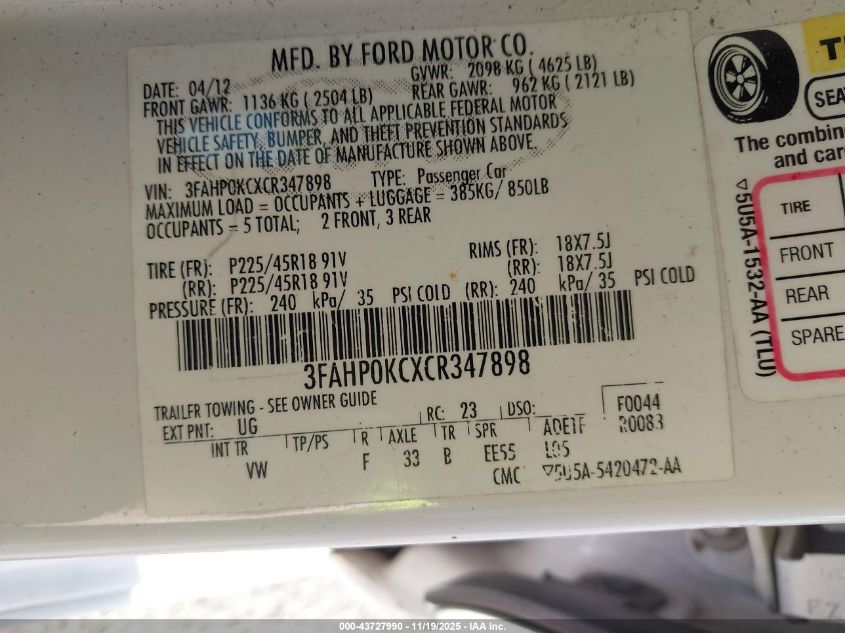 MFD. BY FORD MOTOR CO.
DATE: 04/12 GVWR: 2098 KG ( 4625 LB)
FRONT GAWR: 1136 KG ( 2504 LB) REAR GAWR: 962 KG ( 2121 LB)
THIS VEHICLE CONFORMS TO ALL APPLICABLE FEDERAL MOTOR
VEHICLE SAFETY, BUMPER, AND THEFT PREVENTION STANDARDS
IN EFFECT ON THE DATE OF MANUFACTURE SHOWN ABOVE.
VIN: 3FAHP0KCXCR347898 TYPE: Passenger Car
MAXIMUM LOAD = OCCUPANTS + LUGGAGE = 385KG/ 850LB
OCCUPANTS = 5 TOTAL; 2 FRONT, 3 REAR
TIRE (FR): P225/45R18 91V RIMS (FR): 18X7.5J
(RR): P225/45R18 91V (RR): 18X7.5J
PRESSURE (FR): 240 kPa/ 35 PSI COLD (RR): 240 kPa/ 35 PSI COLD
3FAHP0KCXCR347898
TRAILER TOWING - SEE OWNER GUIDE
EXT PNT: UG RC: 23 DSO: F0044
INT TR TP/PS R AXLE TR SPR R0083
VW F 33 B EE55
CMC ▽5U5A-5420472-AA
SEA
The combin
and car
▽5U5A-1532-AA (TLU)
TIRE
FRONT
REAR
SPARE
000-43727990 - 11/19/2025 - IAA Inc.